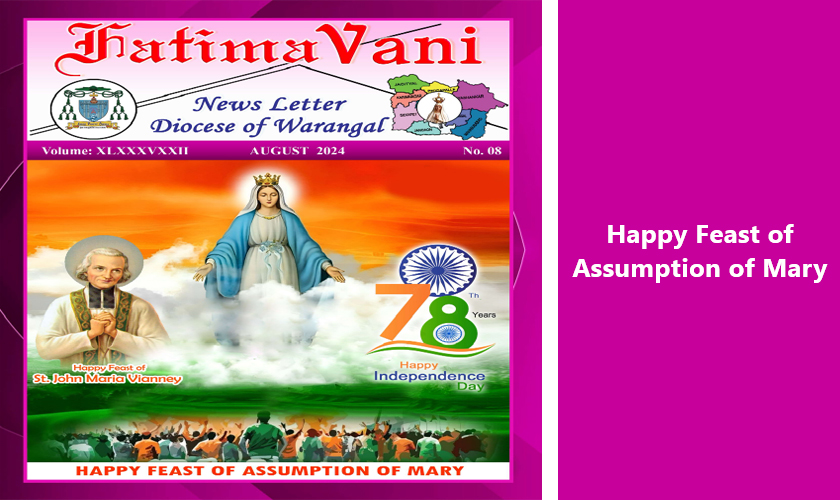 FatimaVani
News Letter
Diocese of Warangal
Volume: XLXXXVXXII AUGUST 2024 No. 08
78
Th
Years
Happy
Independence
Day
Happy Feast of
St. John Maria Vianney
HAPPY FEAST OF ASSUMPTION OF MARY
Happy Feast of
Assumption of Mary